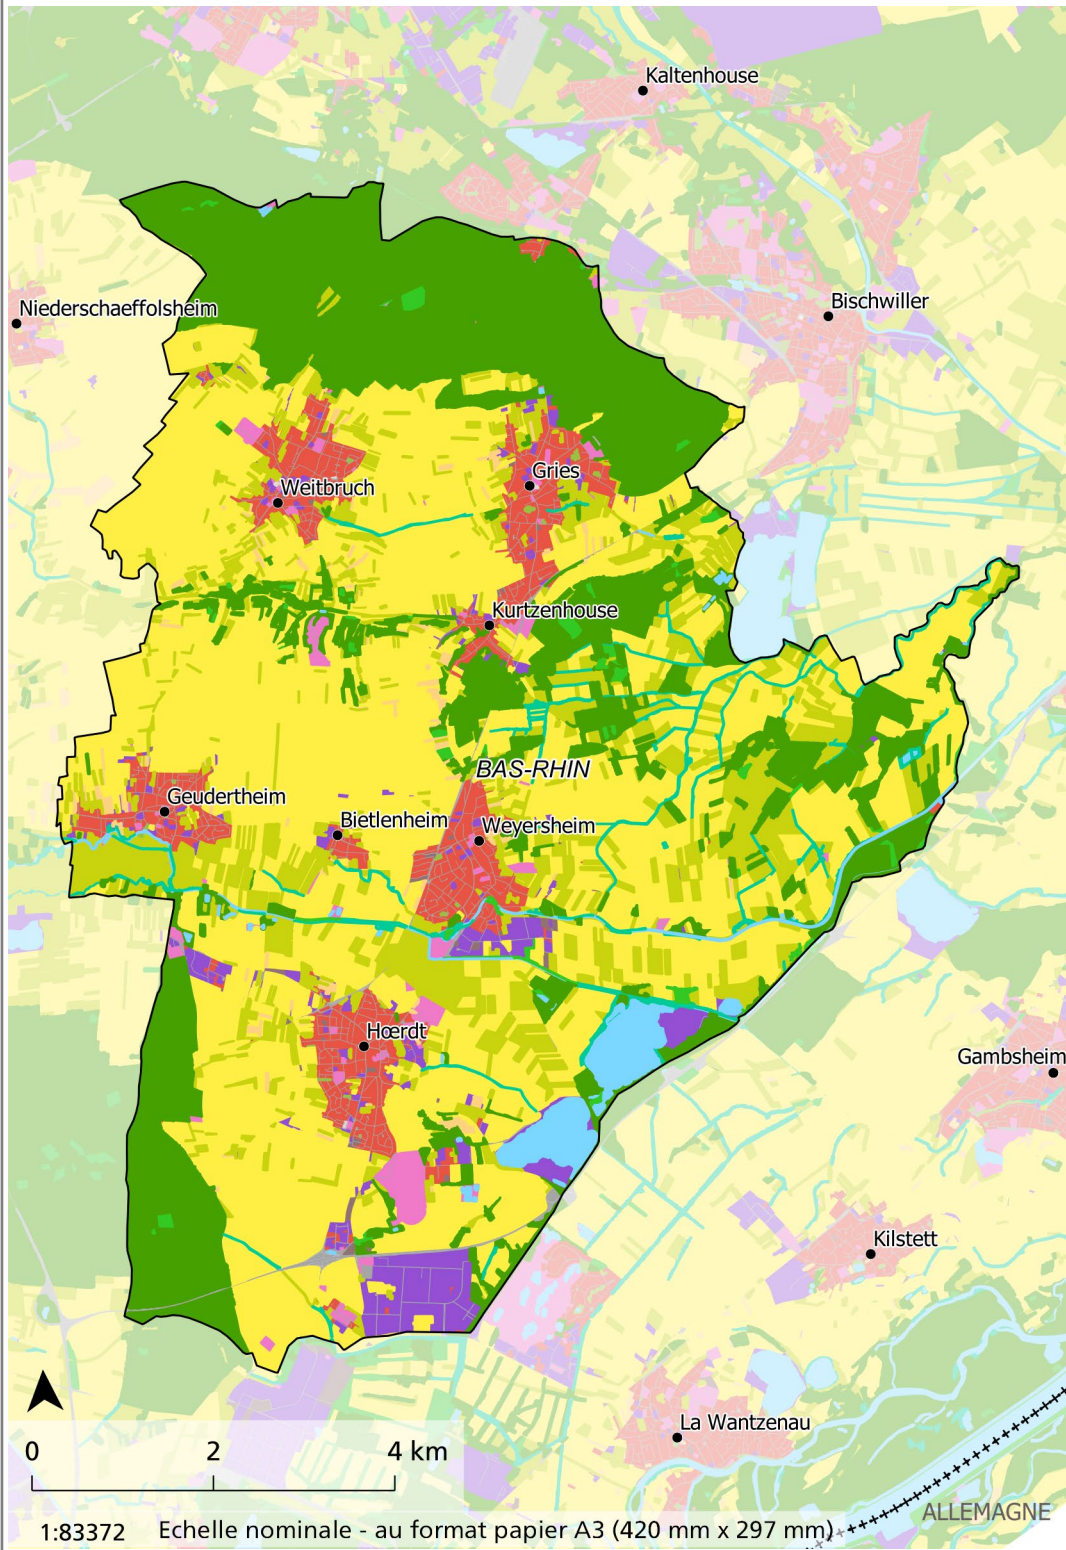 Kaltenhouse
Niederschaeffolsheim
Bischwiller
Gries
Weitbruch
Kurtzenhouse
BAS-RHIN
Geudertheim
Bietlenheim
Weyersheim
Hœrdt
Gambsheim
Kilstett
La Wantzenau
0 2 4 km
ALLEMAGNE
1:83372 Echelle nominale - au format papier A3 (420 mm x 297 mm)